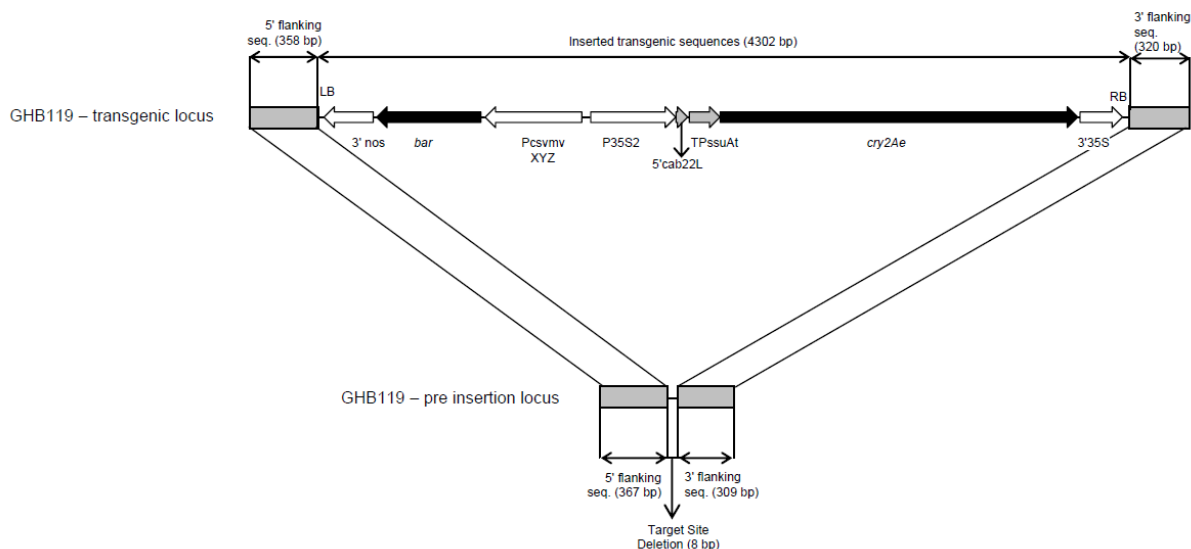 5' flanking
seq. (358 bp)
Inserted transgenic sequences (4302 bp)
3' flanking
seq.
(320 bp)
GHB119 – transgenic locus
LB
RB
3' nos
bar
Pcsvmv
XYZ
P35S2
5'cab22L
TPssuAt
cry2Ae
3'35S
GHB119 – pre insertion locus
5' flanking
seq. (367 bp)
3' flanking
seq. (309 bp)
Target Site
Deletion (8 bp)